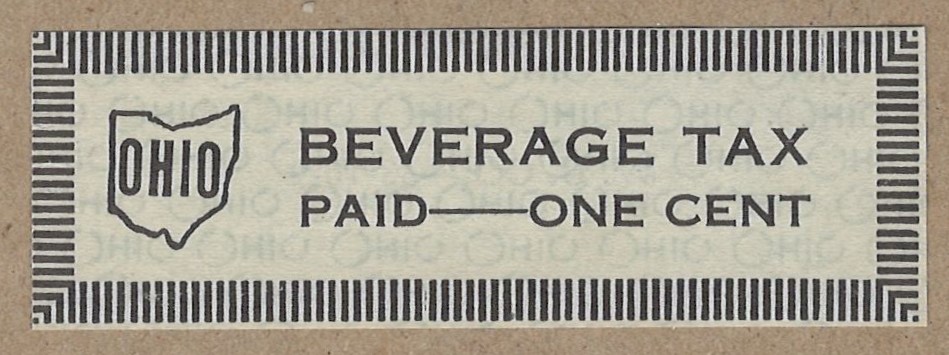 OHIO
BEVERAGE TAX
PAID——ONE CENT